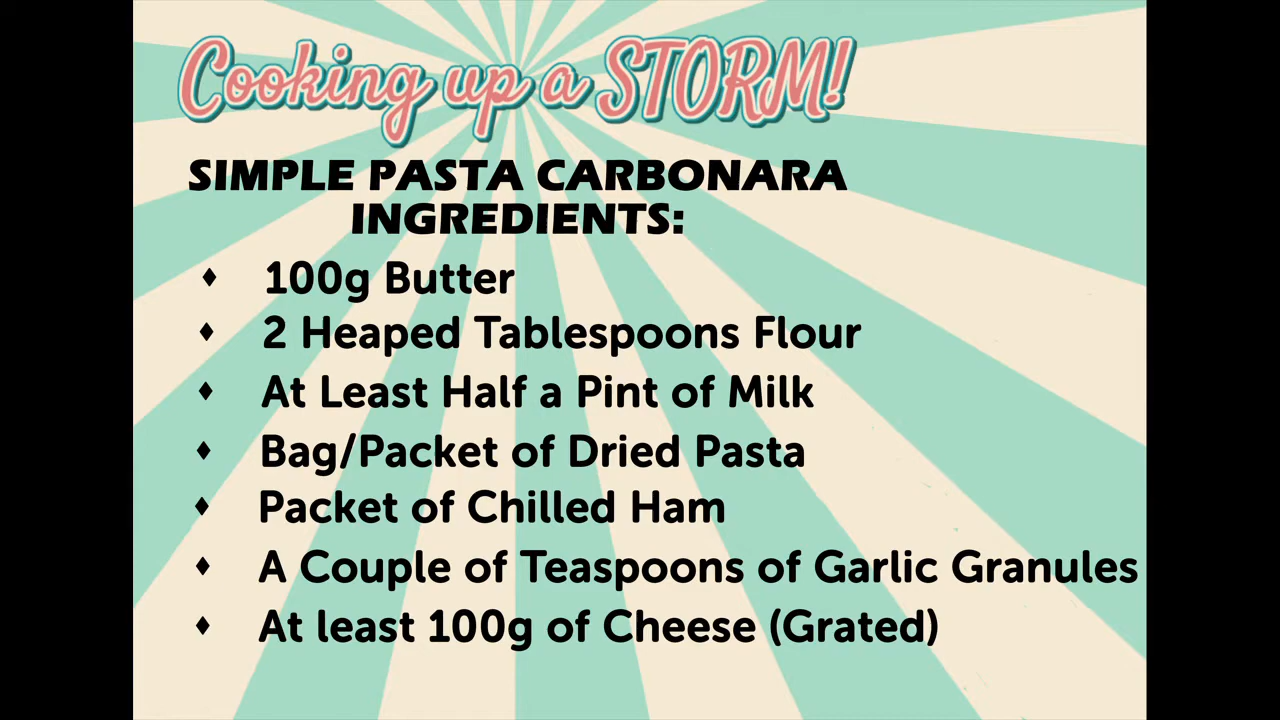 Cooking up a STORM!
SIMPLE PASTA CARBONARA
INGREDIENTS:
♦ 100g Butter
♦ 2 Heaped Tablespoons Flour
♦ At Least Half a Pint of Milk
♦ Bag/Packet of Dried Pasta
♦ Packet of Chilled Ham
♦ A Couple of Teaspoons of Garlic Granules
♦ At least 100g of Cheese (Grated)